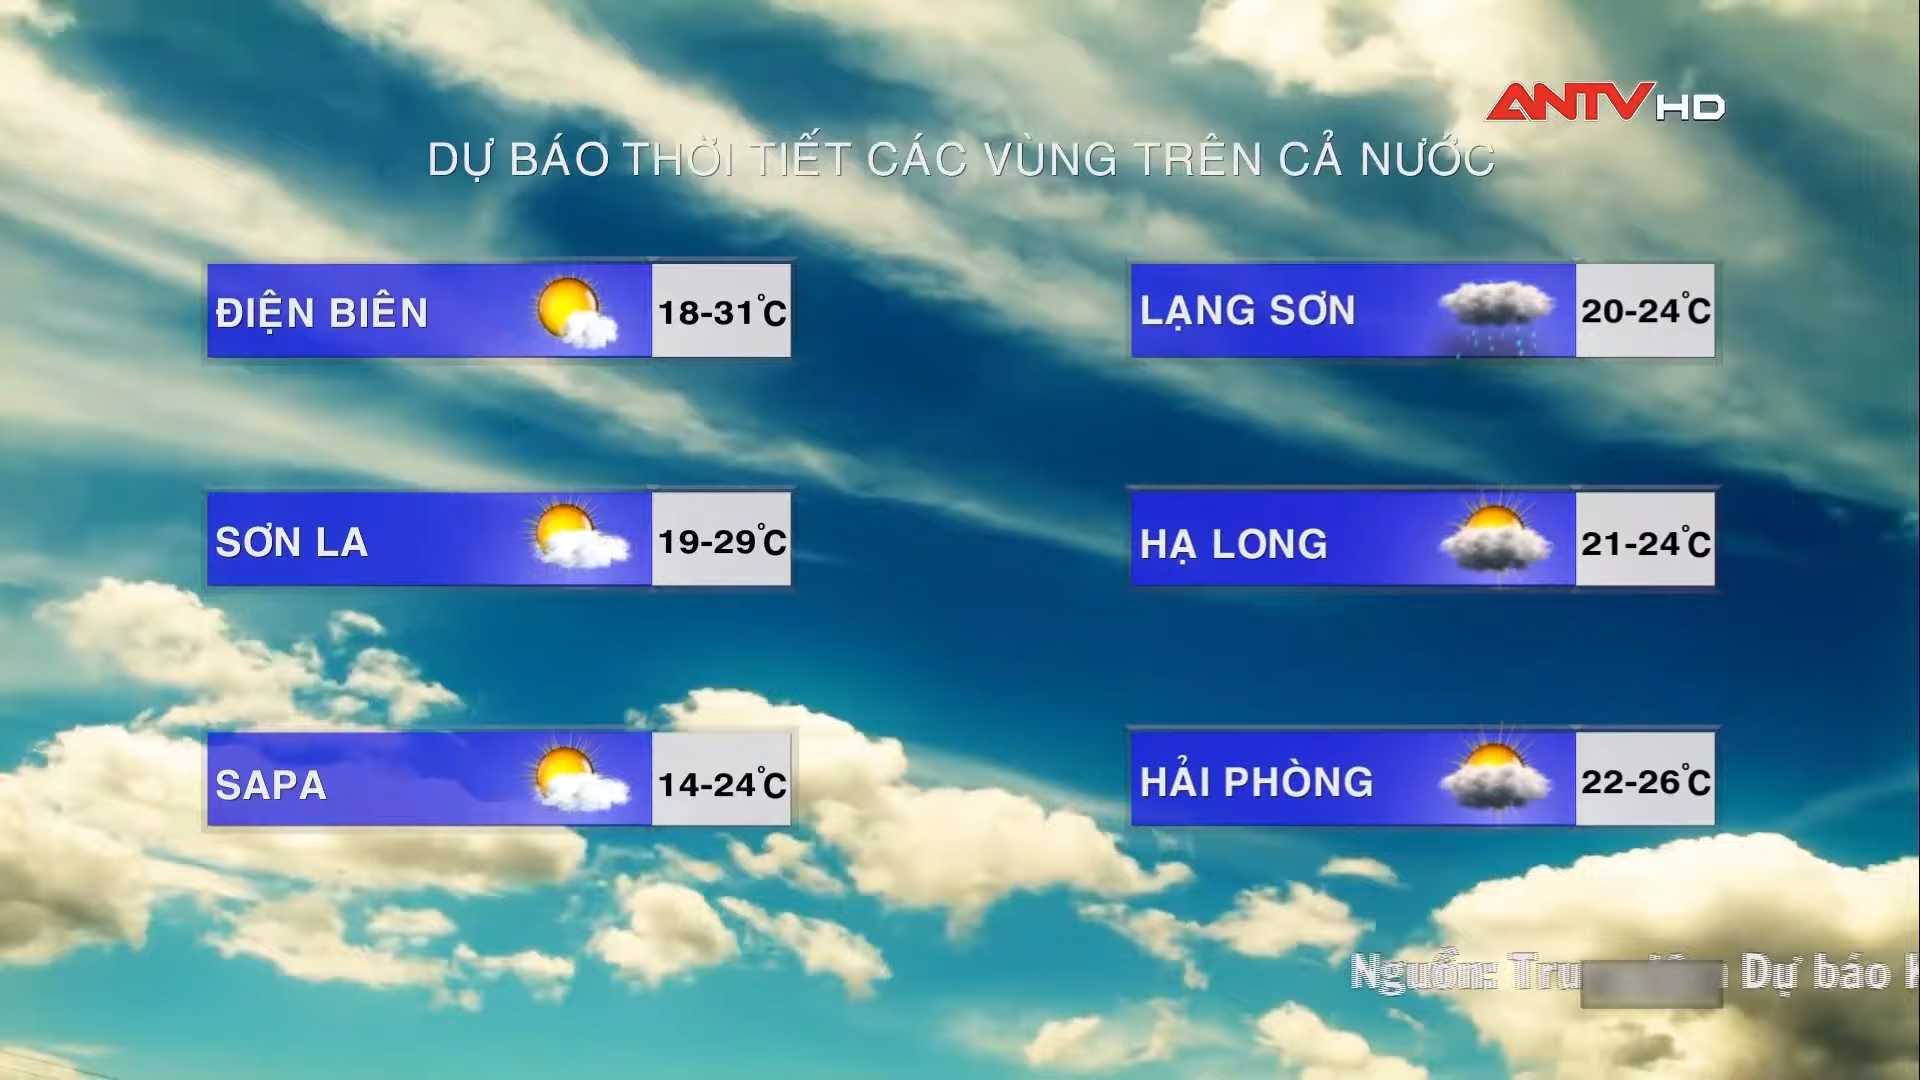 ANTV HD
DỰ BÁO THỜI TIẾT CÁC VÙNG TRÊN CẢ NƯỚC
ĐIỆN BIÊN 18-31°C
LẠNG SƠN 20-24°C
SƠN LA 19-29°C
HẠ LONG 21-24°C
SAPA 14-24°C
HẢI PHÒNG 22-26°C
Nguồn: Dự báo